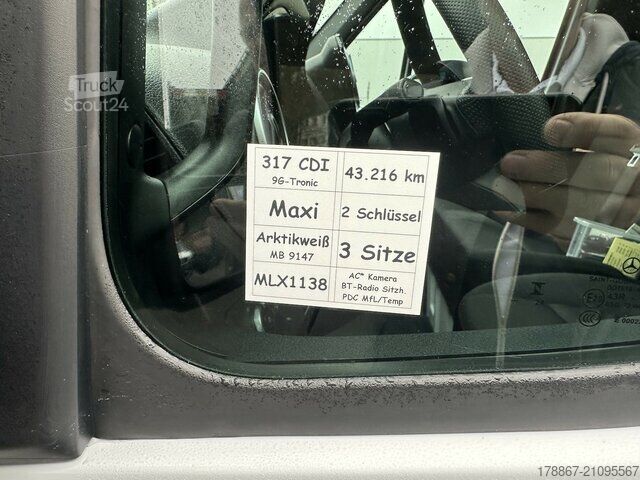 Truck
Scout24
317 CDI
9G-Tronic
43.216 km
Maxi
2 Schlüssel
Arktikweiß
MB 9147
3 Sitze
MLX1138
AC* Kamera
BT-Radio Sitzh.
PDC MfL/Temp
43R
178867-21095567